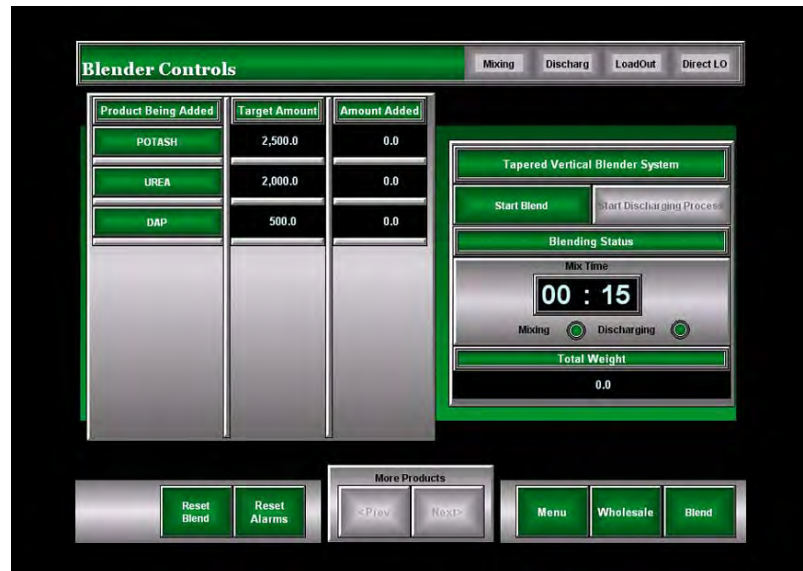 Blender Controls
Mixing Discharg LoadOut Direct LO
Product Being Added Target Amount Amount Added
POTASH 2,500.0 0.0
UREA 2,000.0 0.0
DAP 500.0 0.0
Tapered Vertical Blender System
Start Blend Start Discharging Process
Blending Status
Mix Time
00 : 15
Mixing Discharging
Total Weight
0.0
More Products
Reset Blend
Reset Alarms
<Prev Next>
Menu Wholesale Blend